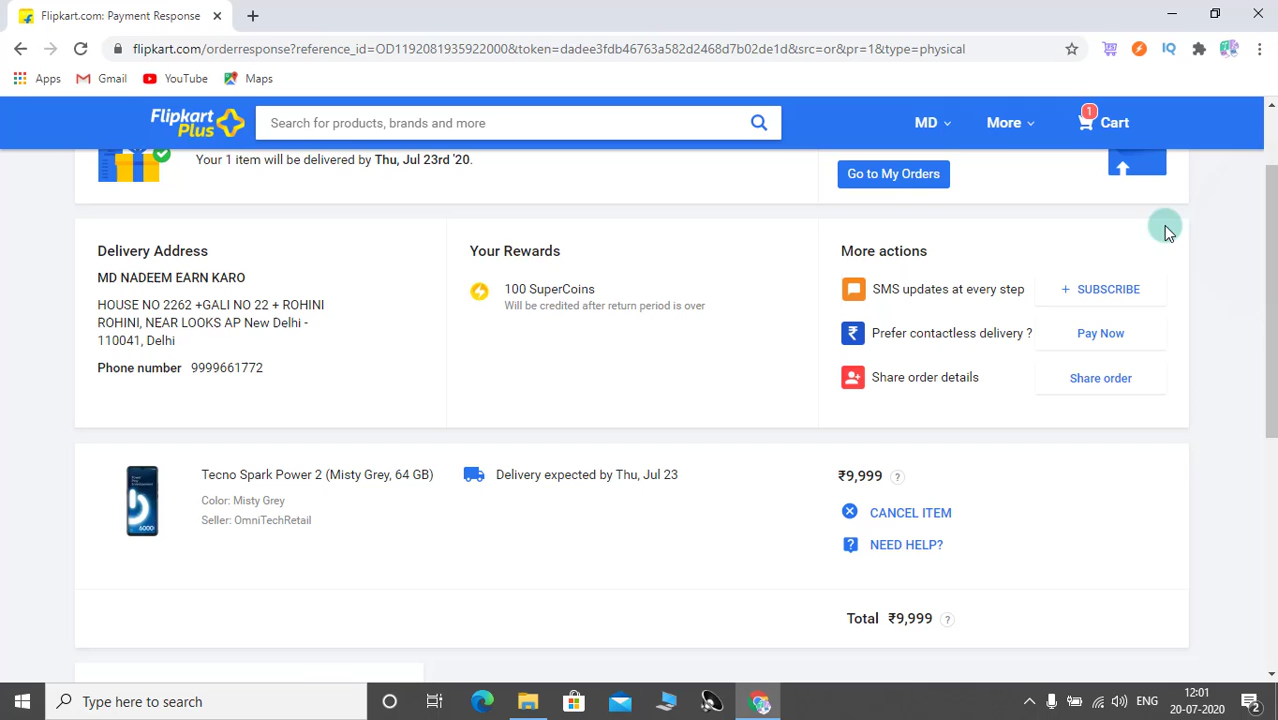 Flipkart.com: Payment Response
flipkart.com/orderresponse?reference_id=OD1192081935922000&token=dadee3fdb46763a582d2468d7b02de1d&src=or&pr=1&type=physical
Apps Gmail YouTube Maps
Flipkart Plus
Search for products, brands and more
MD More 1 Cart
Your 1 item will be delivered by Thu, Jul 23rd '20.
Go to My Orders
Delivery Address
MD NADEEM EARN KARO
HOUSE NO 2262 +GALI NO 22 + ROHINI
ROHINI, NEAR LOOKS AP New Delhi -
110041, Delhi
Phone number 9999661772
Your Rewards
100 SuperCoins
Will be credited after return period is over
More actions
SMS updates at every step + SUBSCRIBE
₹ Prefer contactless delivery ? Pay Now
Share order details Share order
Tecno Spark Power 2 (Misty Grey, 64 GB)
Color: Misty Grey
Seller: OmniTechRetail
Delivery expected by Thu, Jul 23
₹9,999 ?
CANCEL ITEM
? NEED HELP?
Total ₹9,999 ?
Type here to search
ENG
12:01
20-07-2020
2